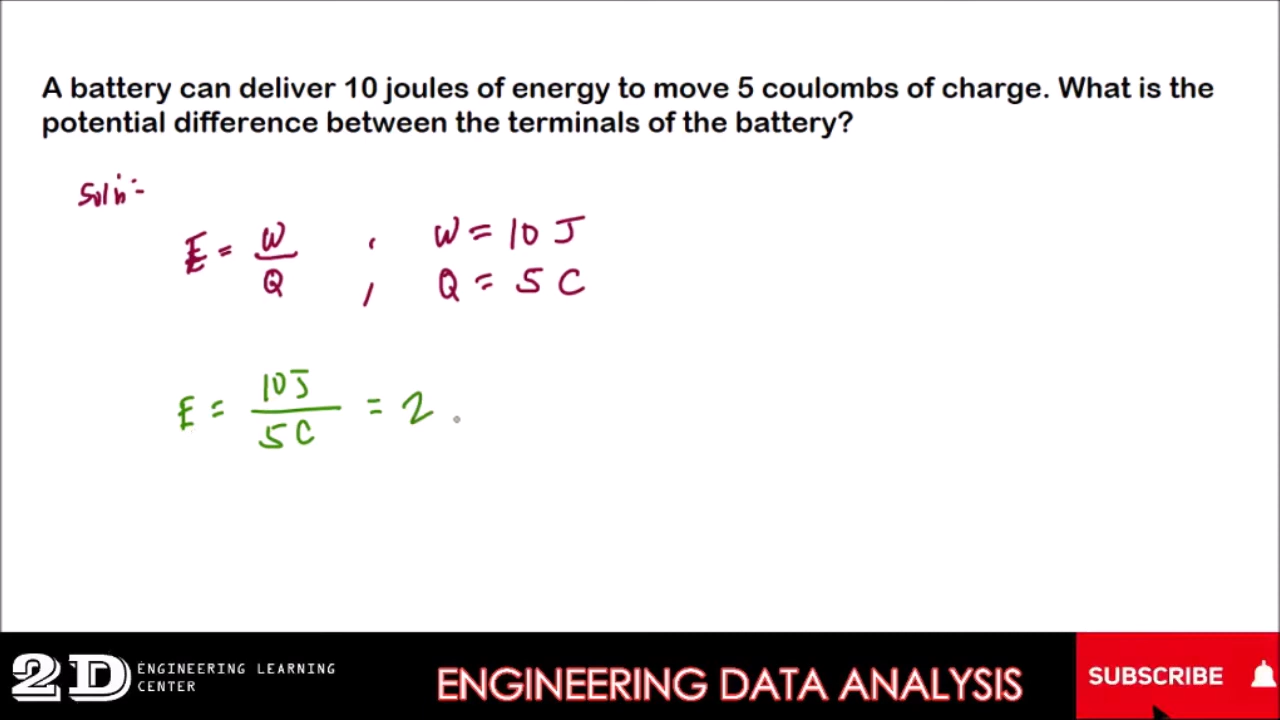 A battery can deliver 10 joules of energy to move 5 coulombs of charge. What is the
potential difference between the terminals of the battery?
Sol'n:
E = W/Q ; W = 10 J
Q = 5 C
E = 10J/5C = 2
2D ENGINEERING LEARNING
CENTER
ENGINEERING DATA ANALYSIS
SUBSCRIBE